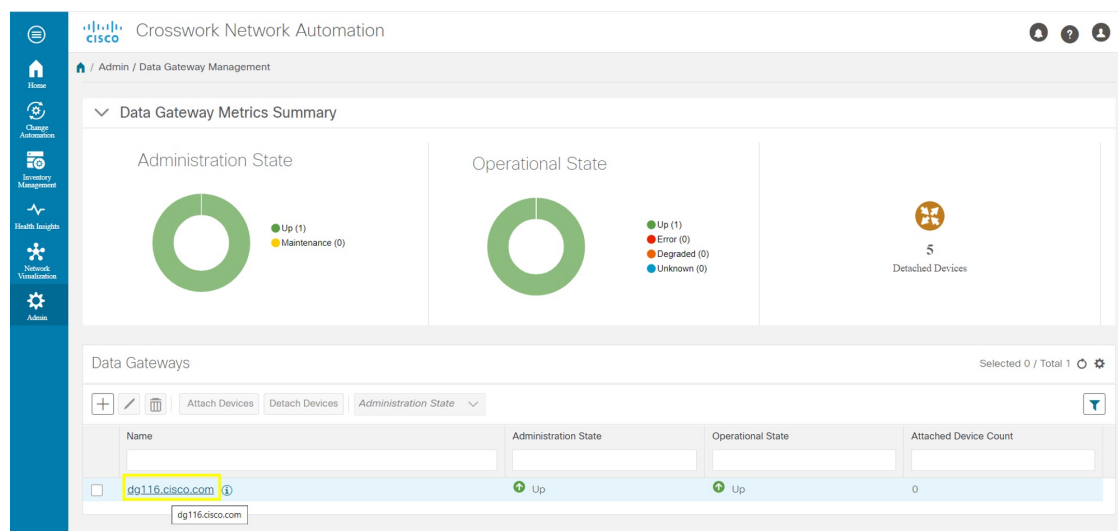 CISCO Crosswork Network Automation
/ Admin / Data Gateway Management
Home
Change
Automation
Inventory
Management
Health Insights
Network
Visualization
Admin
Data Gateway Metrics Summary
Administration State
Up (1)
Maintenance (0)
Operational State
Up (1)
Error (0)
Degraded (0)
Unknown (0)
5
Detached Devices
Data Gateways
Selected 0 / Total 1
Attach Devices Detach Devices Administration State
Name Administration State Operational State Attached Device Count
dg116.cisco.com Up Up 0
dg116.cisco.com